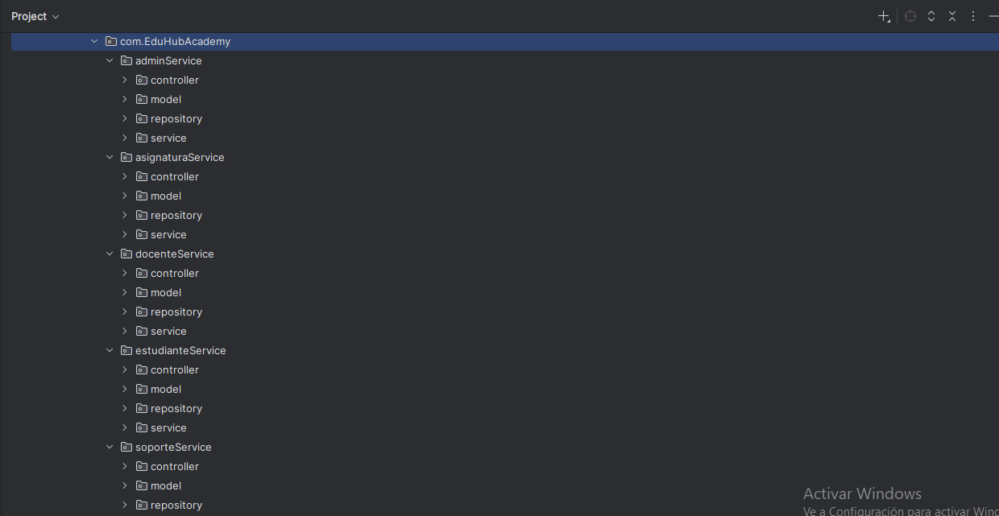 Project
com.EduHubAcademy
adminService
controller
model
repository
service
asignaturaService
controller
model
repository
service
docenteService
controller
model
repository
service
estudianteService
controller
model
repository
service
soporteService
controller
model
repository
Activar Windows
Ve a Configuración para activar Wind